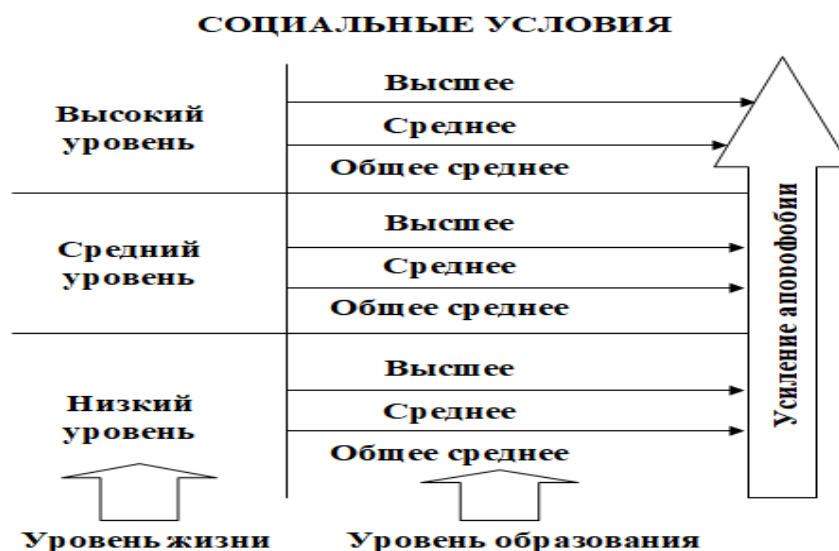 СОЦИАЛЬНЫЕ УСЛОВИЯ
Высокий
уровень
Высшее
Среднее
Общее среднее
Средний
уровень
Высшее
Среднее
Общее среднее
Низкий
уровень
Высшее
Среднее
Общее среднее
Усиление апорофобии
Уровень жизни
Уровень образования